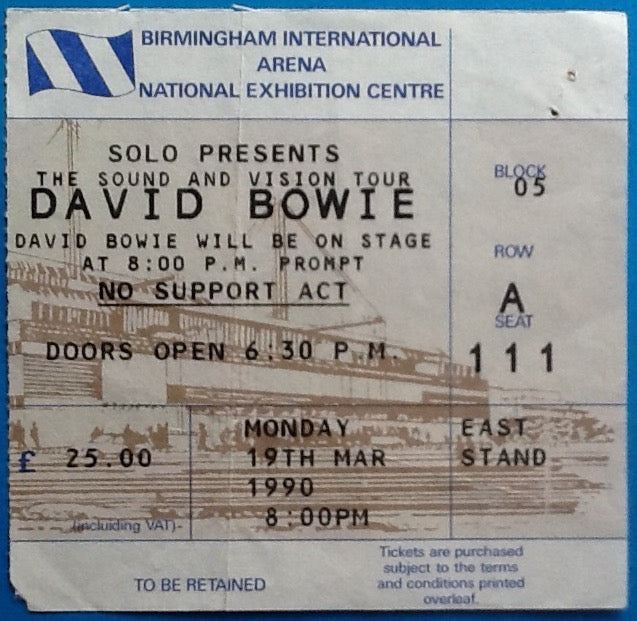 BIRMINGHAM INTERNATIONAL
ARENA
NATIONAL EXHIBITION CENTRE
SOLO PRESENTS
THE SOUND AND VISION TOUR
DAVID BOWIE
DAVID BOWIE WILL BE ON STAGE
AT 8:00 P.M. PROMPT
NO SUPPORT ACT
DOORS OPEN 6:30 P.M.
BLOCK
05
ROW
A
SEAT
111
£ 25.00
(including VAT)
MONDAY
19TH MAR
1990
8:00PM
EAST
STAND
TO BE RETAINED
Tickets are purchased
subject to the terms
and conditions printed
overleaf.